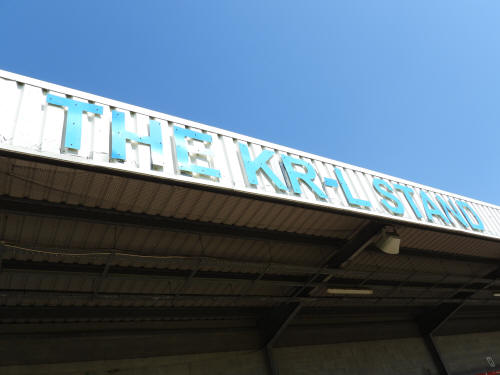 THE KR-L STAND